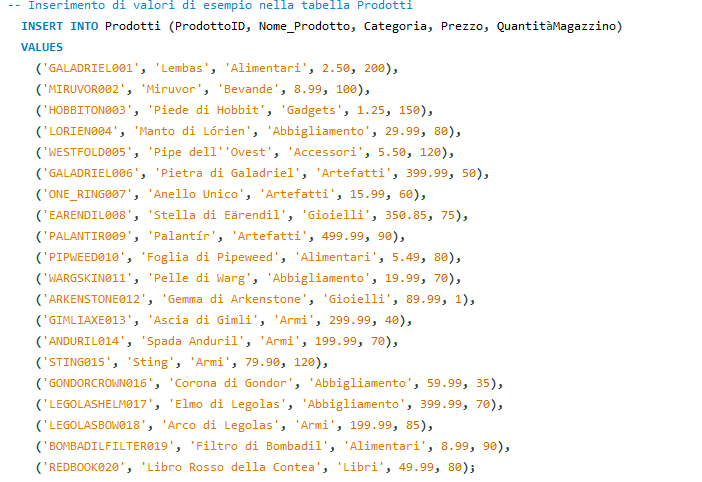 -- Inserimento di valori di esempio nella tabella Prodotti
INSERT INTO Prodotti (ProdottoID, Nome_Prodotto, Categoria, Prezzo, QuantitàMagazzino)
VALUES
('GALADRIEL001', 'Lembas', 'Alimentari', 2.50, 200),
('MIRUVOR002', 'Miruvor', 'Bevande', 8.99, 100),
('HOBBITON003', 'Piede di Hobbit', 'Gadgets', 1.25, 150),
('LORIEN004', 'Manto di Lórien', 'Abbigliamento', 29.99, 80),
('WESTFOLD005', 'Pipe dell''Ovest', 'Accessori', 5.50, 120),
('GALADRIEL006', 'Pietra di Galadriel', 'Artefatti', 399.99, 50),
('ONE_RING007', 'Anello Unico', 'Artefatti', 15.99, 60),
('EARENDIL008', 'Stella di Eärendil', 'Gioielli', 350.85, 75),
('PALANTIR009', 'Palantír', 'Artefatti', 499.99, 90),
('PIPWEED010', 'Foglia di Pipeweed', 'Alimentari', 5.49, 80),
('WARGSKIN011', 'Pelle di Warg', 'Abbigliamento', 19.99, 70),
('ARKENSTONE012', 'Gemma di Arkenstone', 'Gioielli', 89.99, 1),
('GIMLIAXE013', 'Ascia di Gimli', 'Armi', 299.99, 40),
('ANDURIL014', 'Spada Anduril', 'Armi', 199.99, 70),
('STING015', 'Sting', 'Armi', 79.90, 120),
('GONDORCROWN016', 'Corona di Gondor', 'Abbigliamento', 59.99, 35),
('LEGOLASHELM017', 'Elmo di Legolas', 'Abbigliamento', 399.99, 70),
('LEGOLASBOW018', 'Arco di Legolas', 'Armi', 199.99, 85),
('BOMBADILFILTER019', 'Filtro di Bombadil', 'Alimentari', 8.99, 90),
('REDBOOK020', 'Libro Rosso della Contea', 'Libri', 49.99, 80);